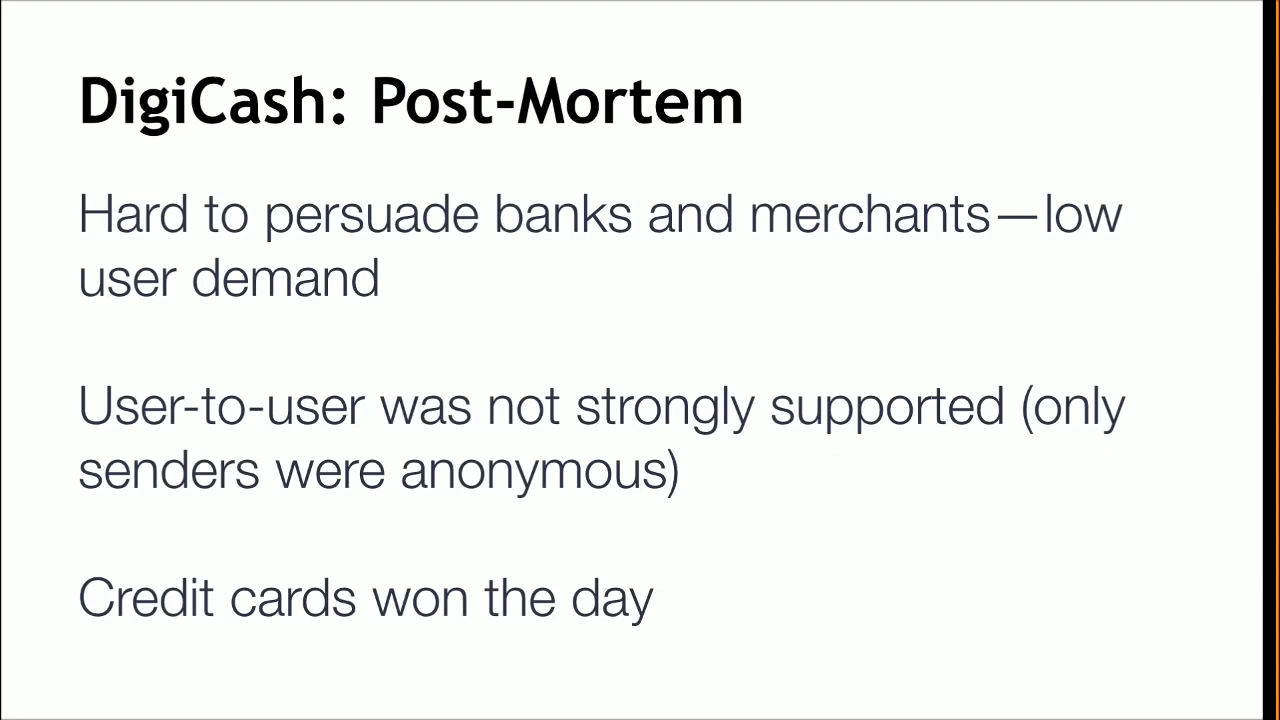 DigiCash: Post-Mortem
Hard to persuade banks and merchants—low
user demand
User-to-user was not strongly supported (only
senders were anonymous)
Credit cards won the day